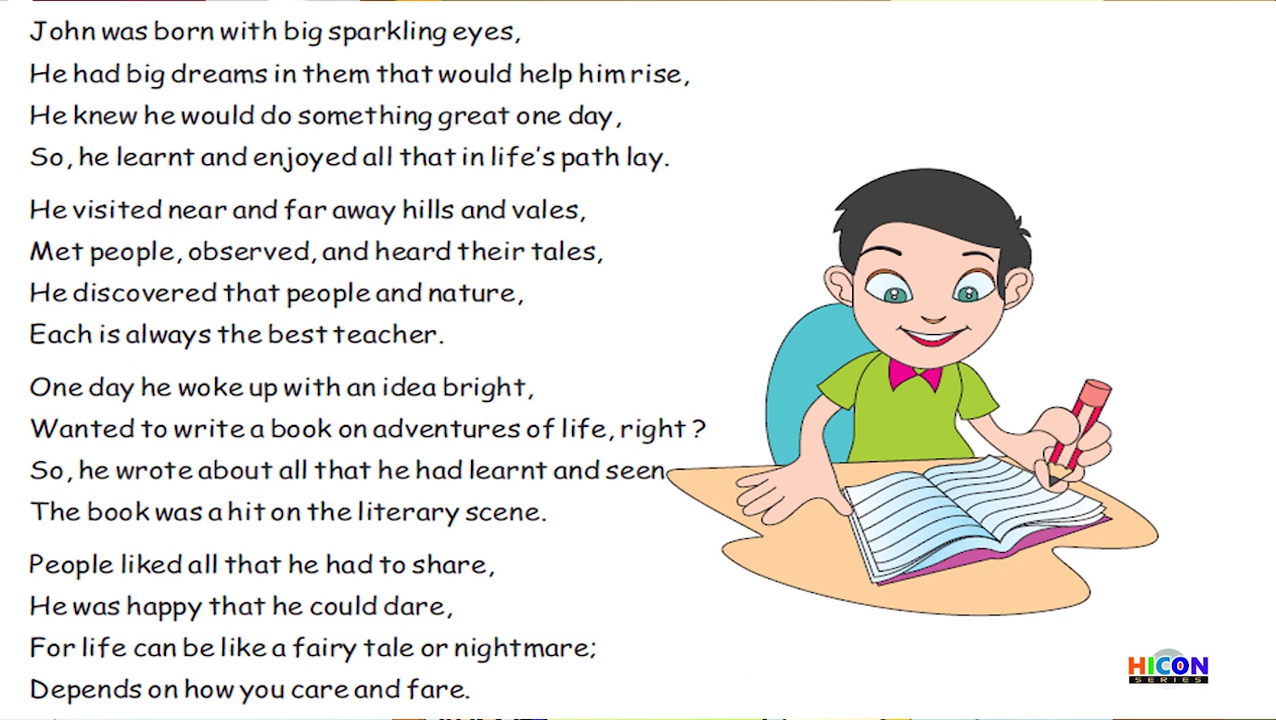 John was born with big sparkling eyes,
He had big dreams in them that would help him rise,
He knew he would do something great one day,
So, he learnt and enjoyed all that in life's path lay.
He visited near and far away hills and vales,
Met people, observed, and heard their tales,
He discovered that people and nature,
Each is always the best teacher.
One day he woke up with an idea bright,
Wanted to write a book on adventures of life, right ?
So, he wrote about all that he had learnt and seen
The book was a hit on the literary scene.
People liked all that he had to share,
He was happy that he could dare,
For life can be like a fairy tale or nightmare;
Depends on how you care and fare.
HICON
SERIES